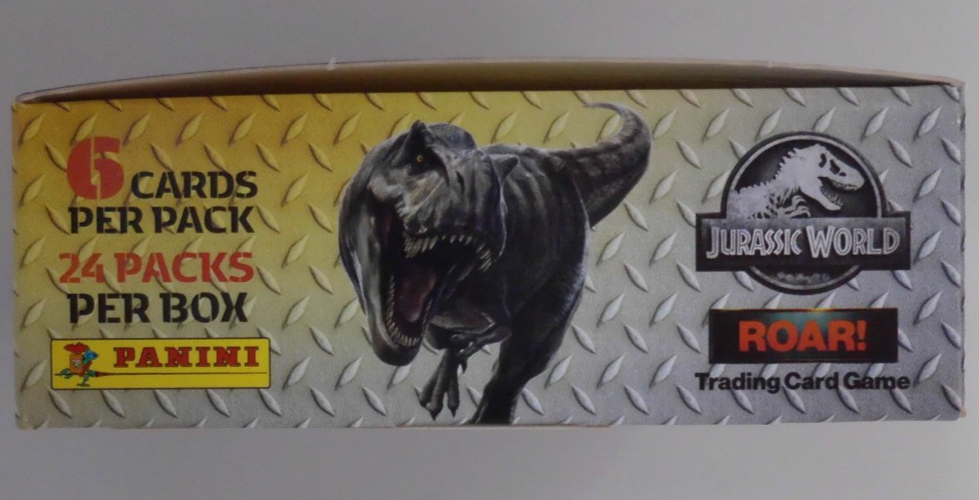 6 CARDS
PER PACK
24 PACKS
PER BOX
PANINI
JURASSIC WORLD
ROAR!
Trading Card Game